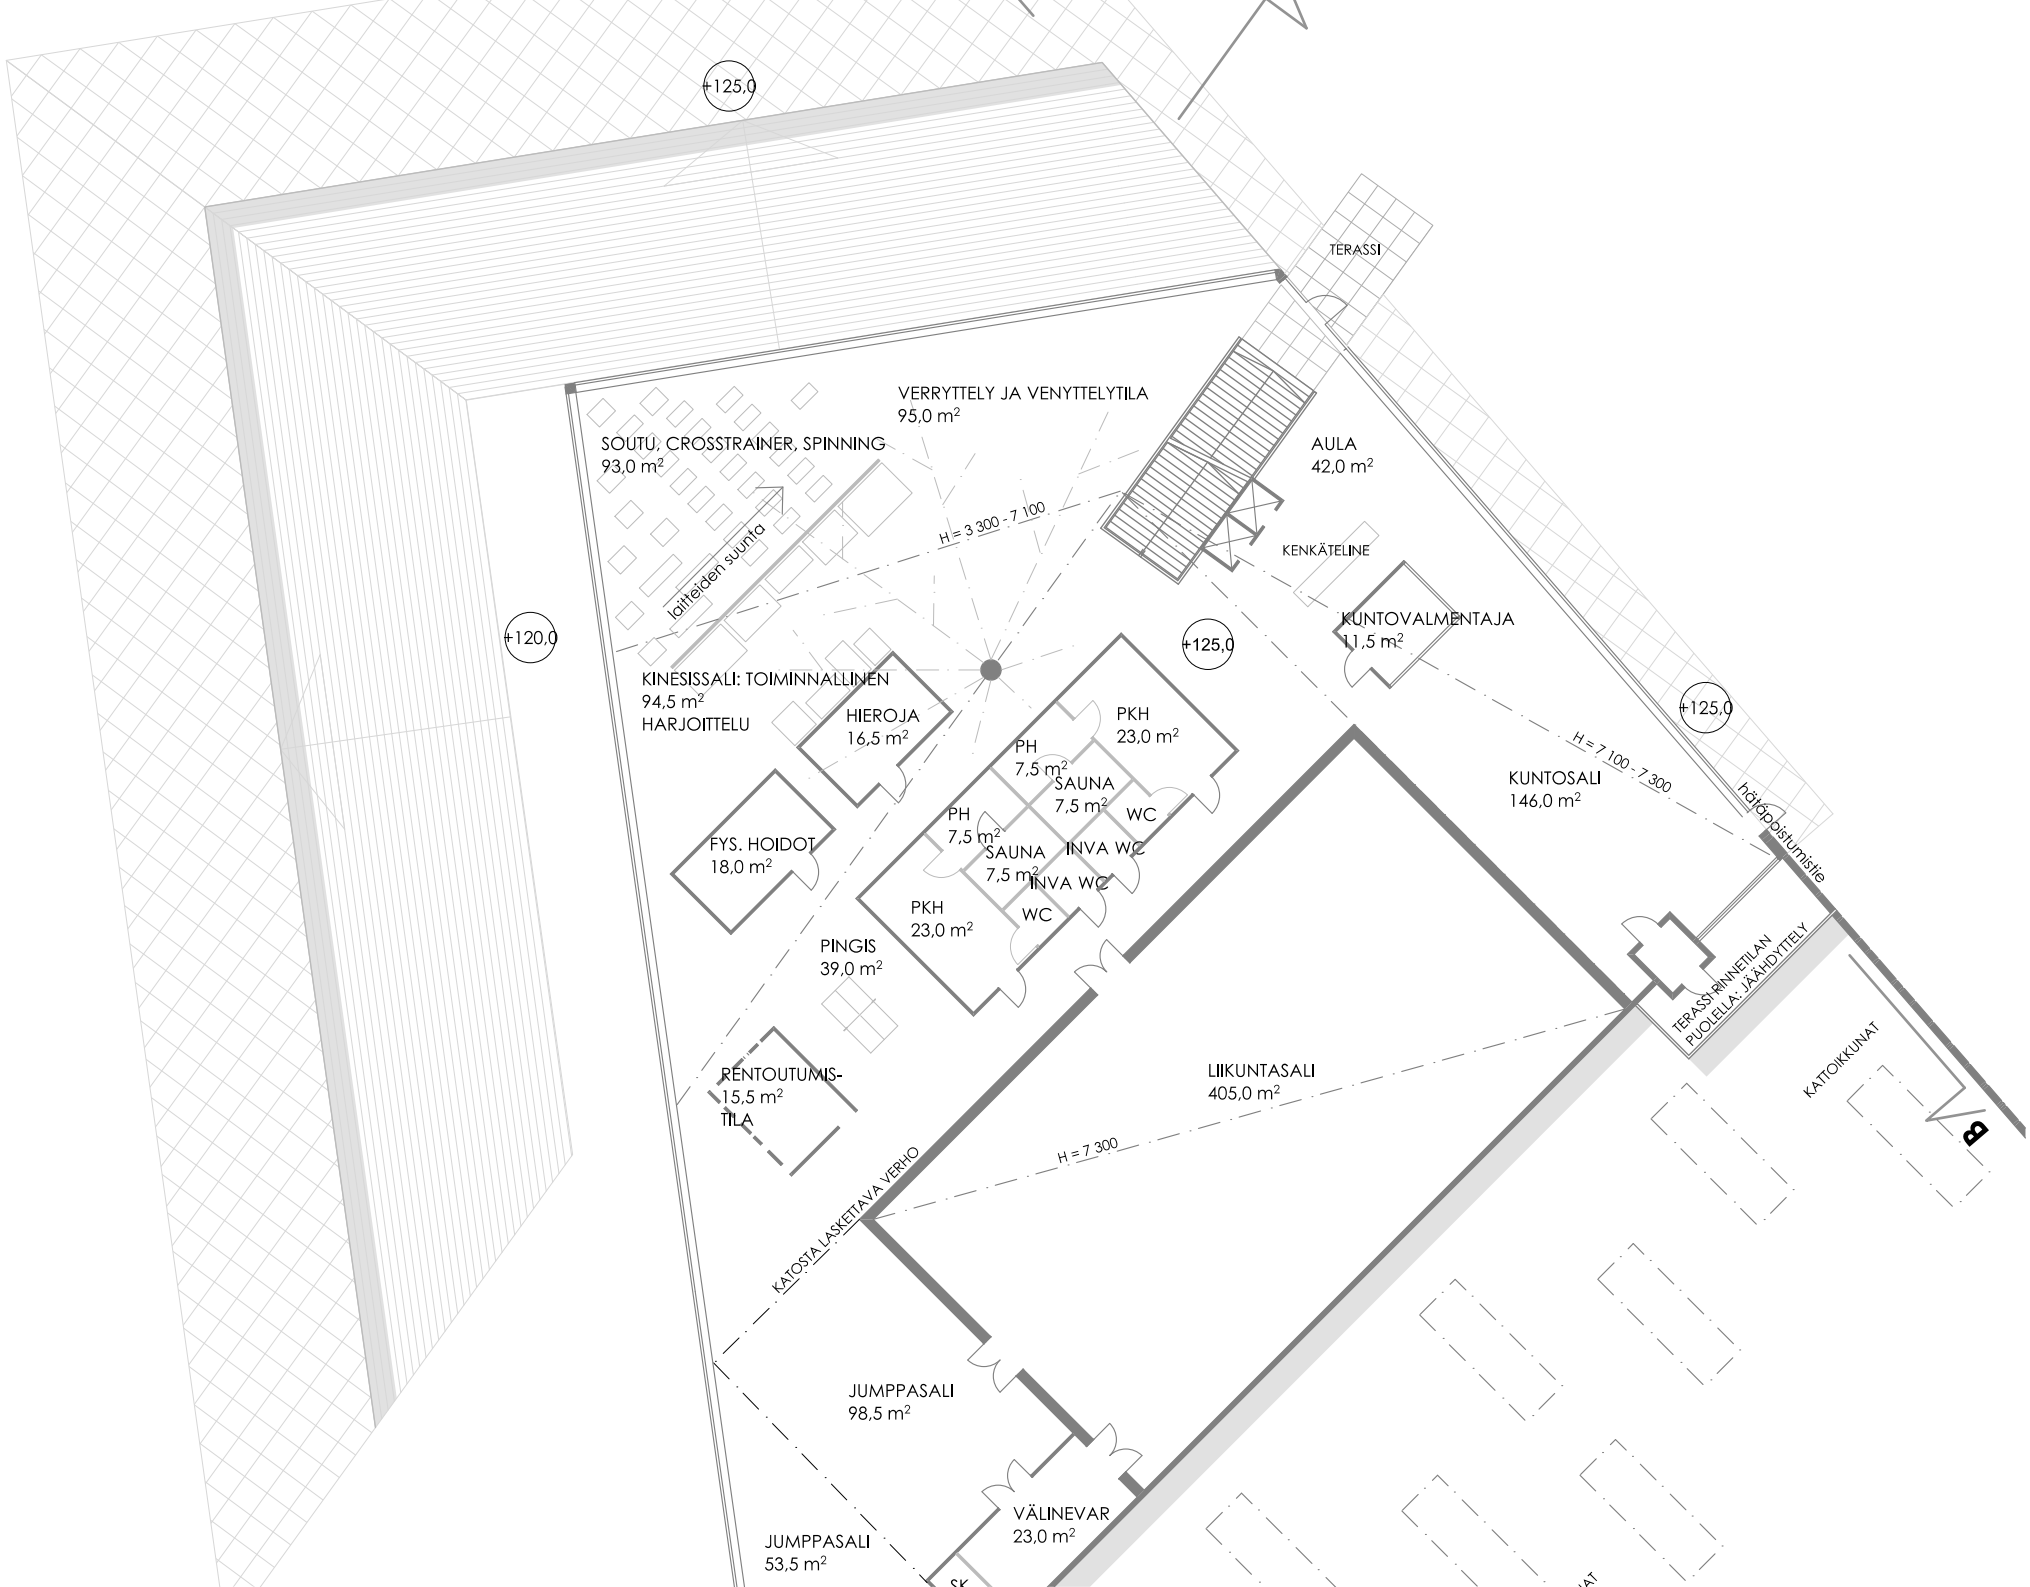 +125,0
TERASSI
VERRYTTELY JA VENYTTELYTILA
95,0 m²
SOUTU, CROSSTRAINER, SPINNING
93,0 m²
AULA
42,0 m²
laitteiden suunta
H = 3 300 - 7 100
KENKÄTELINE
+120,0
+125,0
KUNTOVALMENTAJA
11,5 m²
KINESISSALI: TOIMINNALLINEN
94,5 m²
HARJOITTELU
HIEROJA
16,5 m²
PKH
23,0 m²
+125,0
PH
7,5 m²
SAUNA
7,5 m²
WC
H = 7 100 - 7 300
KUNTOSALI
146,0 m²
hätäpoistumistie
PH
7,5 m²
SAUNA
7,5 m²
INVA WC
INVA WC
WC
FYS. HOIDOT
18,0 m²
PKH
23,0 m²
PINGIS
39,0 m²
TERASSI RINNETILAN
PUOLELLA: JÄÄHDYTTELY
KATTOIKKUNAT
B
RENTOUTUMIS-
15,5 m²
TILA
LIIKUNTASALI
405,0 m²
H = 7 300
KATOSTA LASKETTAVA VERHO
JUMPPASALI
98,5 m²
VÄLINEVAR
23,0 m²
JUMPPASALI
53,5 m²
SK